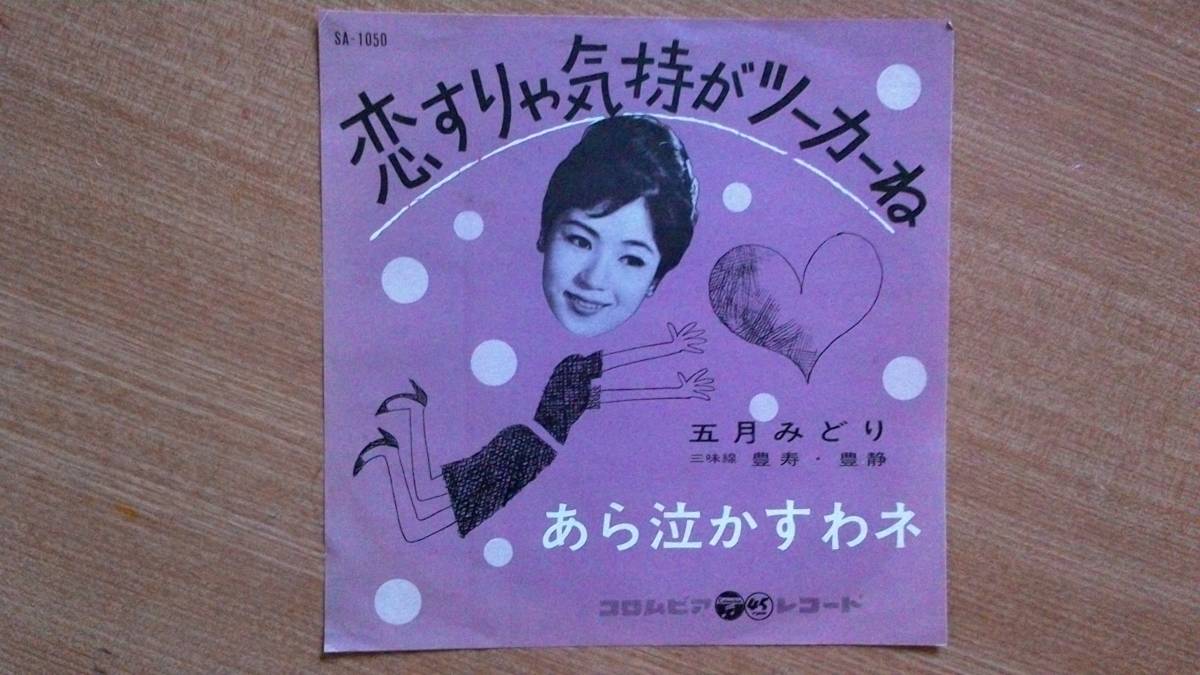 SA-1050
恋すりゃ気持がツーカーね
五月みどり
三味線 豊寿・豊静
あら泣かすわネ
コロムビア 45 レコード